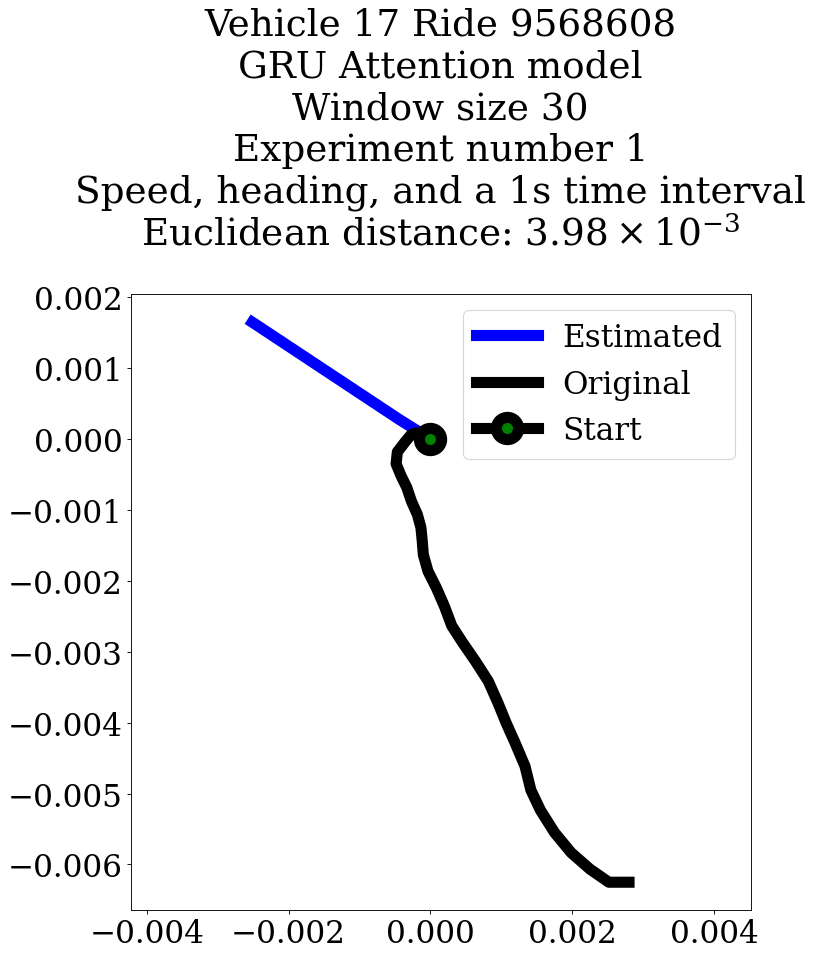 Vehicle 17 Ride 9568608
GRU Attention model
Window size 30
Experiment number 1
Speed, heading, and a 1s time interval
Euclidean distance: 3.98 × 10⁻³
0.002
0.001
0.000
−0.001
−0.002
−0.003
−0.004
−0.005
−0.006
Estimated
Original
Start
−0.004 −0.002 0.000 0.002 0.004